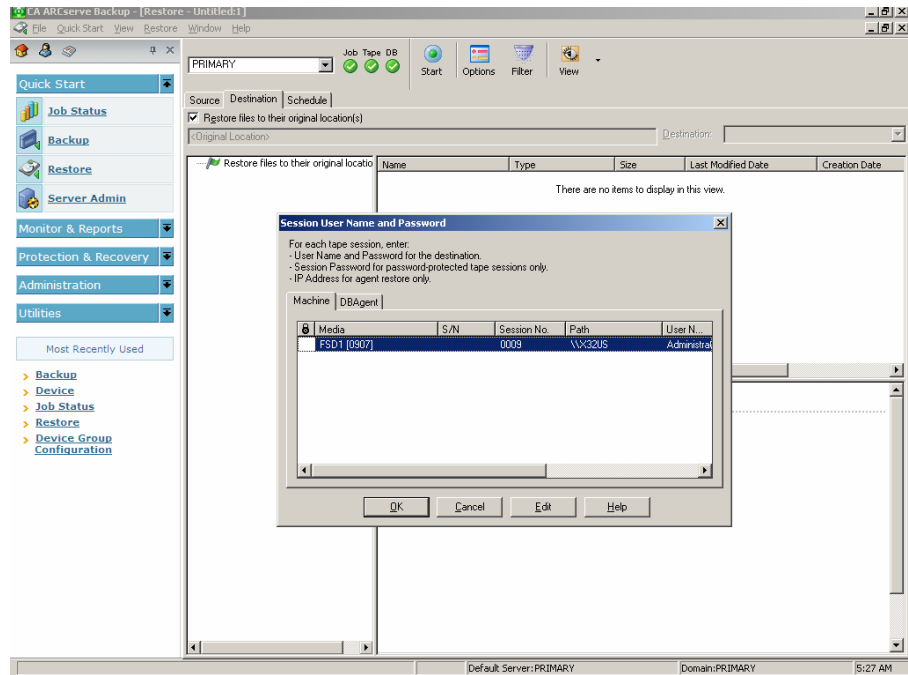 CA ARCserve Backup - [Restore - Untitled:1]
File Quick Start View Restore Window Help
PRIMARY
Job Tape DB
Start Options Filter View
Quick Start
Job Status
Backup
Restore
Server Admin
Monitor & Reports
Protection & Recovery
Administration
Utilities
Most Recently Used
Backup
Device
Job Status
Restore
Device Group
Configuration
Source Destination Schedule
Restore files to their original location(s)
<Original Location>
Destination:
Restore files to their original locatio
Name Type Size Last Modified Date Creation Date
There are no items to display in this view.
Session User Name and Password
For each tape session, enter:
- User Name and Password for the destination.
- Session Password for password-protected tape sessions only.
- IP Address for agent restore only.
Machine DBAgent
Media S/N Session No. Path User N...
FSD1 [0907] 0009 \\X32US Administra
OK Cancel Edit Help
Default Server:PRIMARY Domain:PRIMARY 5:27 AM